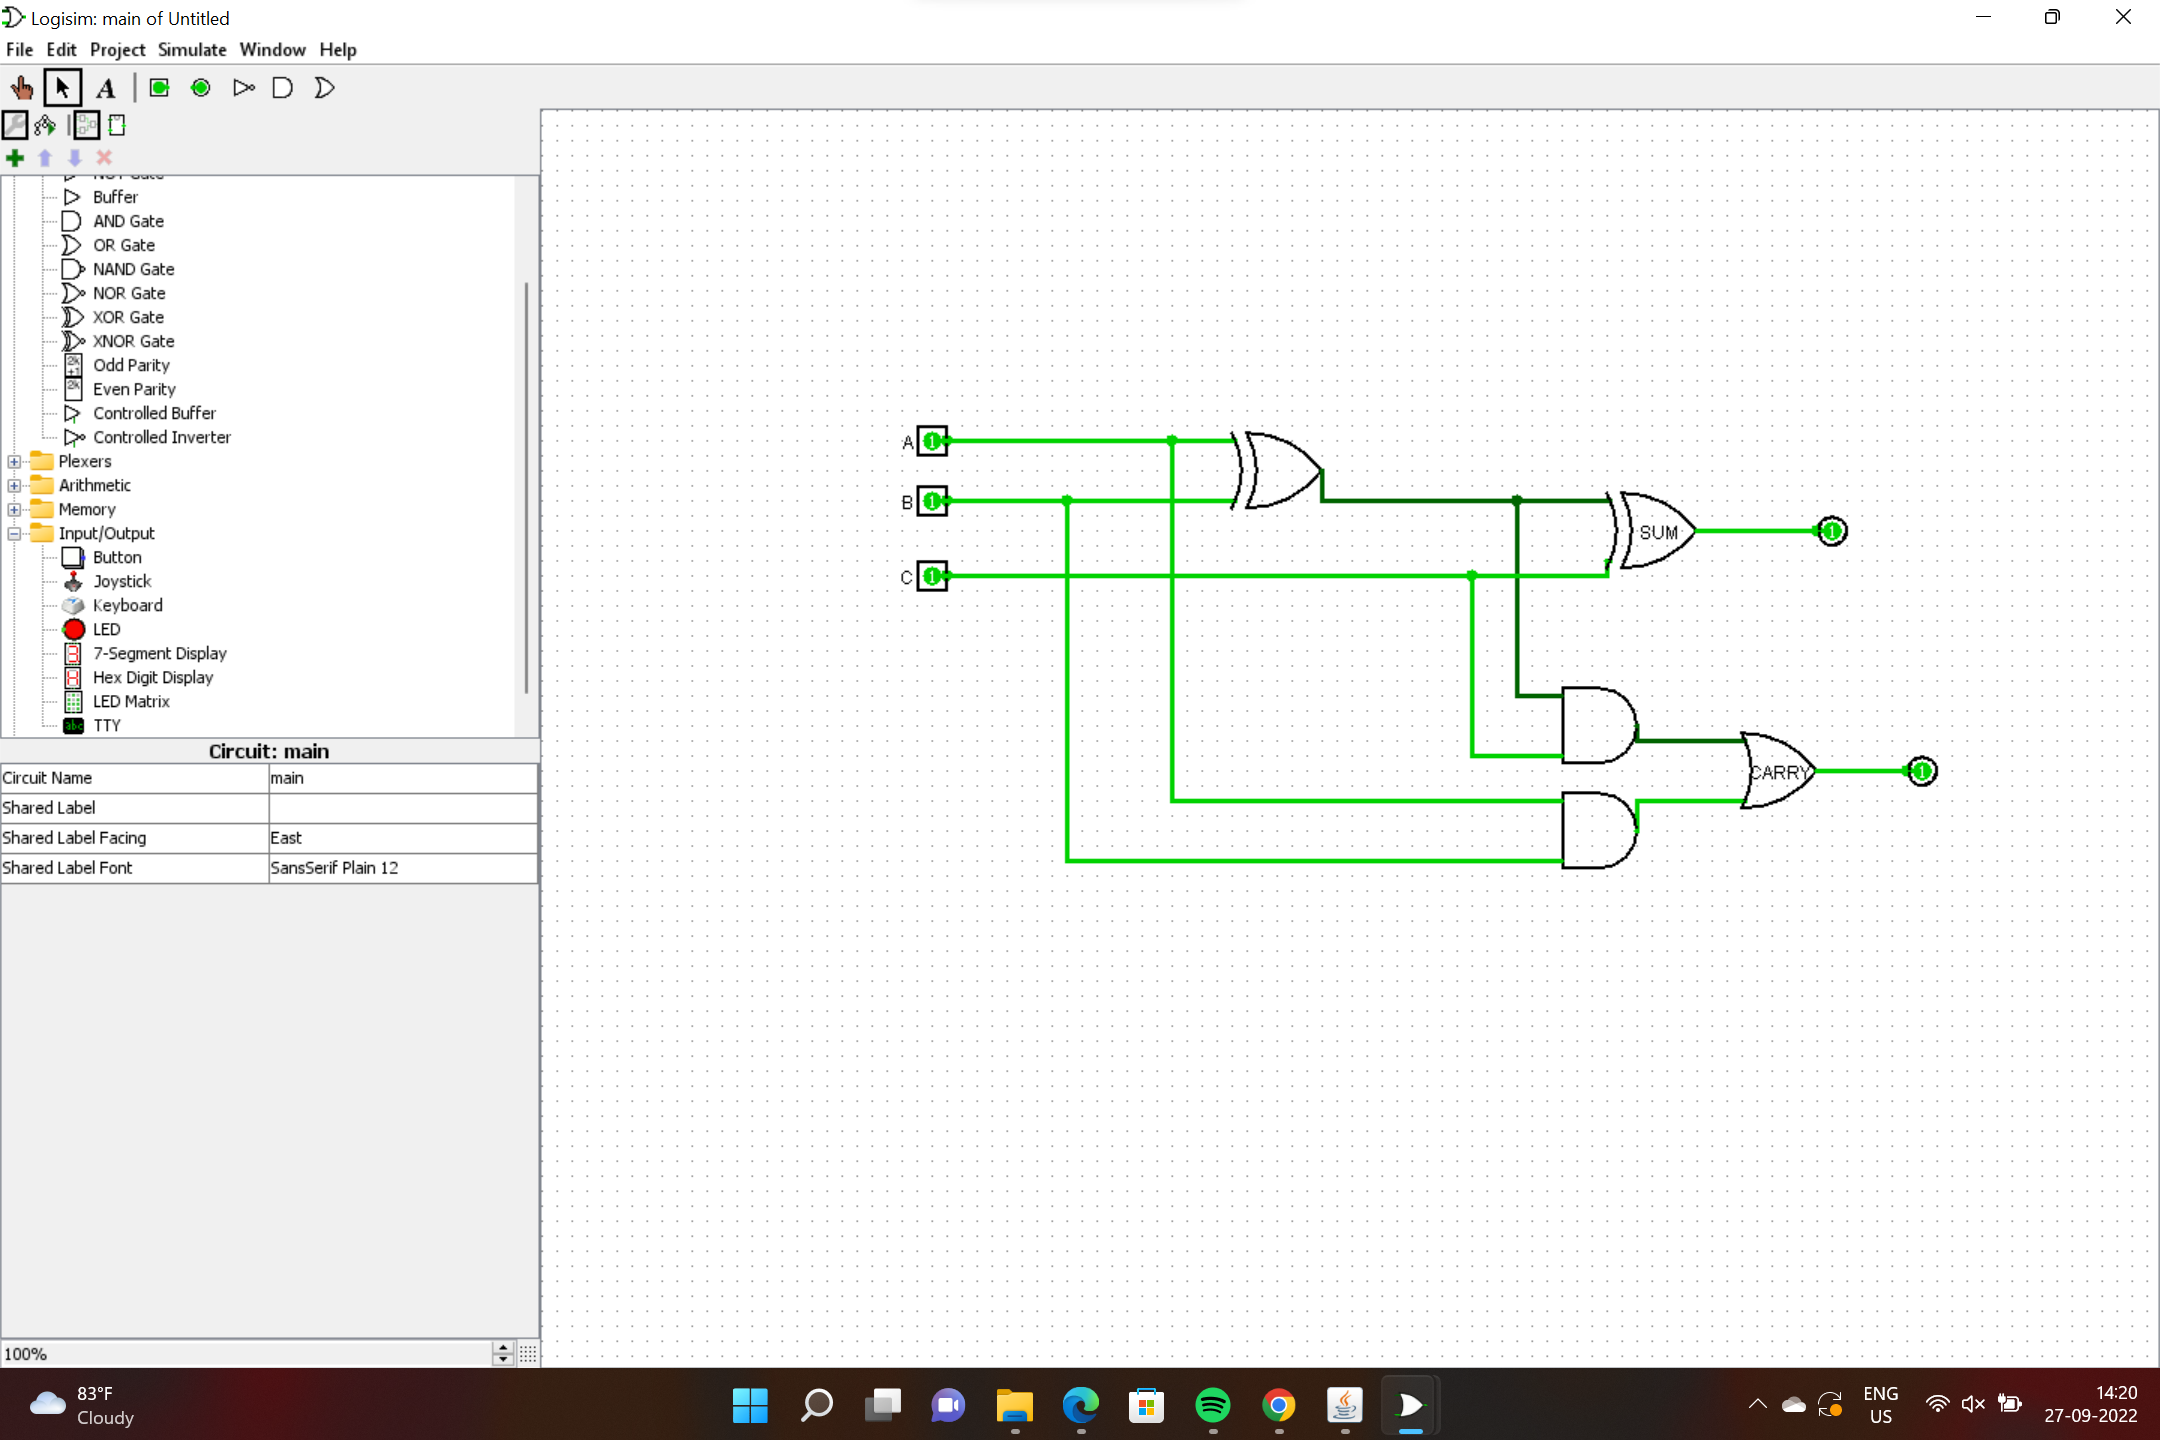 Logisim: main of Untitled
File Edit Project Simulate Window Help
A
Buffer
AND Gate
OR Gate
NAND Gate
NOR Gate
XOR Gate
XNOR Gate
2k
+1
Odd Parity
2k
Even Parity
Controlled Buffer
Controlled Inverter
Plexers
Arithmetic
Memory
Input/Output
Button
Joystick
Keyboard
LED
7-Segment Display
Hex Digit Display
LED Matrix
abc
TTY
Circuit: main
Circuit Name main
Shared Label
Shared Label Facing East
Shared Label Font SansSerif Plain 12
100%
A 1
B 1
C 1
SUM 1
CARRY 1
83°F
Cloudy
ENG
US
14:20
27-09-2022